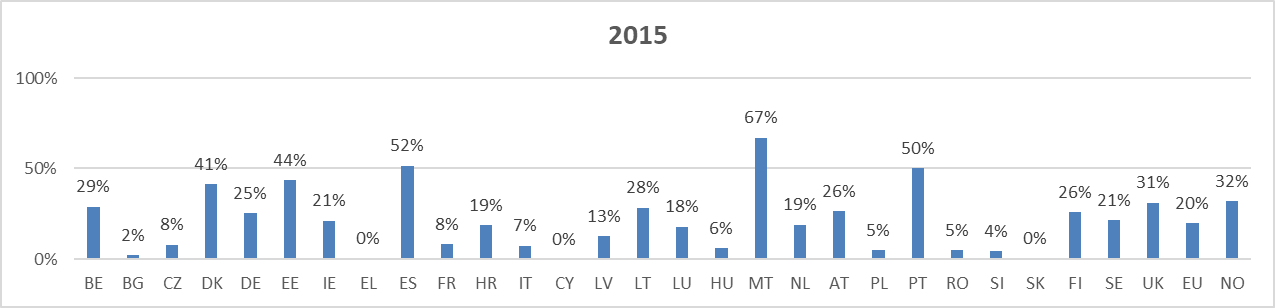 2015
100%
50%
0%
29% 2% 8% 41% 25% 44% 21% 0% 52% 8% 19% 7% 0% 13% 28% 18% 6% 67% 19% 26% 5% 50% 5% 4% 0% 26% 21% 31% 20% 32%
BE BG CZ DK DE EE IE EL ES FR HR IT CY LV LT LU HU MT NL AT PL PT RO SI SK FI SE UK EU NO